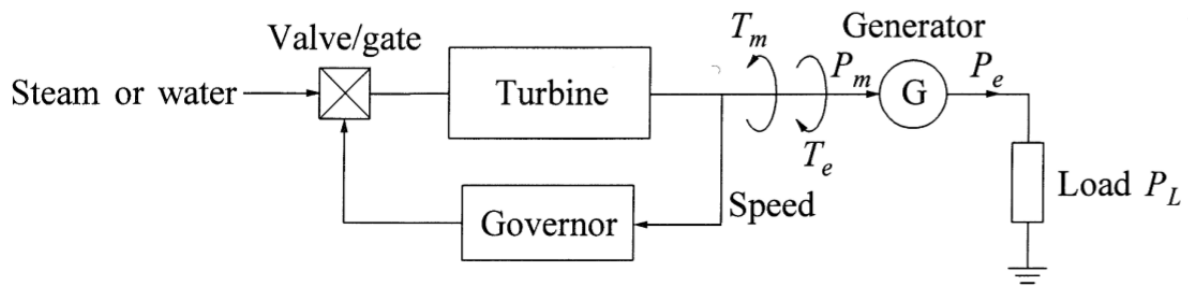 Valve/gate
Steam or water
Turbine
Governor
Speed
T_m
T_e
P_m
Generator
G
P_e
Load P_L